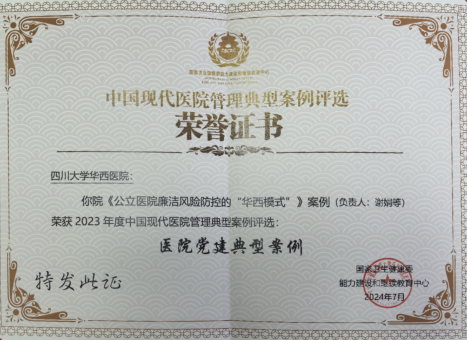 中国现代医院管理典型案例评选
荣誉证书
四川大学华西医院：
你院《公立医院廉洁风险防控的“华西模式”》案例（负责人：谢娟等）
荣获2023年度中国现代医院管理典型案例评选：
医院党建典型案例
特发此证
国家卫生健康委
能力建设和继续教育中心
2024年7月